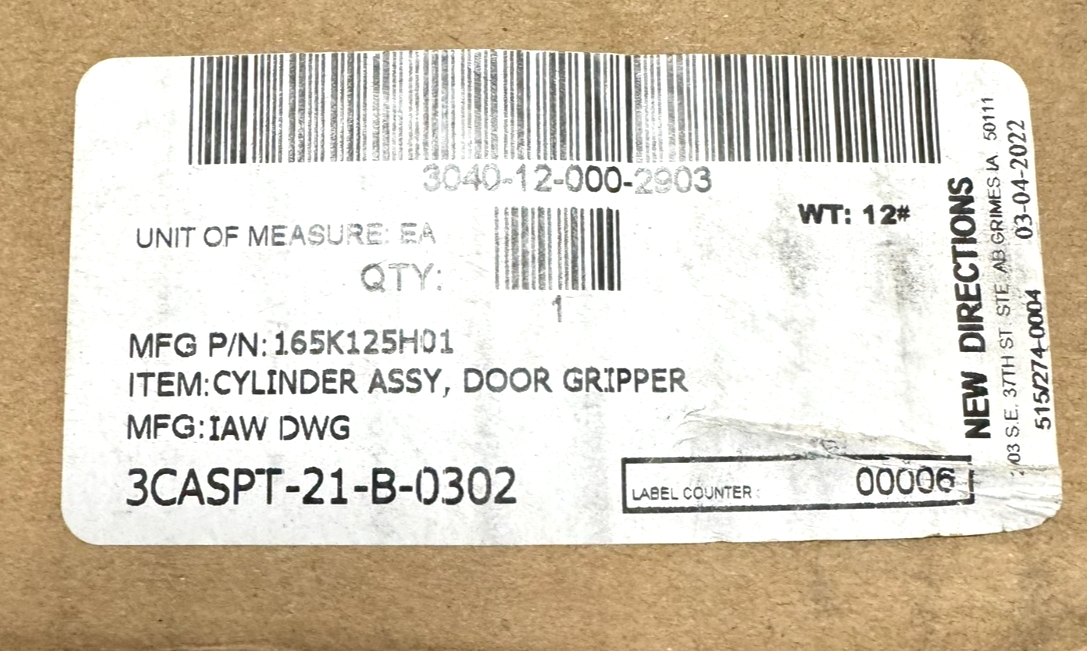 3040-12-000-2903
UNIT OF MEASURE: EA
WT: 12#
QTY:
1
MFG P/N: 165K125H01
ITEM:CYLINDER ASSY, DOOR GRIPPER
MFG:IAW DWG
3CASPT-21-B-0302
LABEL COUNTER: 00006
NEW DIRECTIONS
S.E. 37TH ST. STE. AB GRIMES IA 50111
515/274-0004 03-04-2022